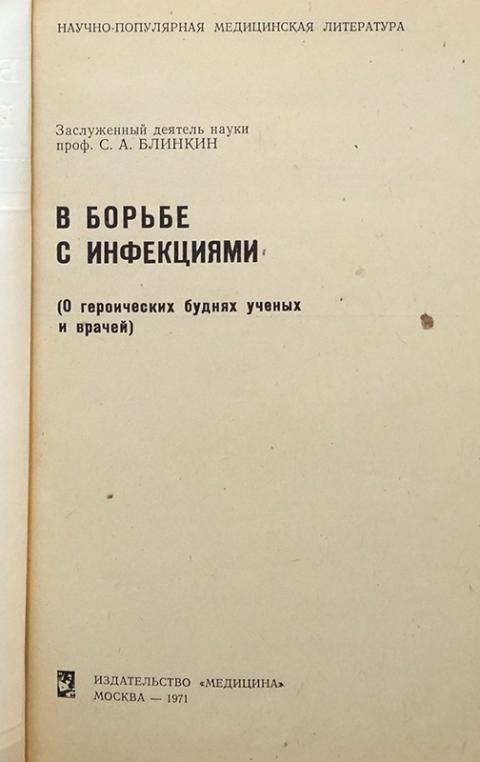 НАУЧНО-ПОПУЛЯРНАЯ МЕДИЦИНСКАЯ ЛИТЕРАТУРА
Заслуженный деятель науки
проф. С. А. БЛИНКИН
В БОРЬБЕ
С ИНФЕКЦИЯМИ
(О героических буднях ученых
и врачей)
ИЗДАТЕЛЬСТВО «МЕДИЦИНА»
МОСКВА — 1971